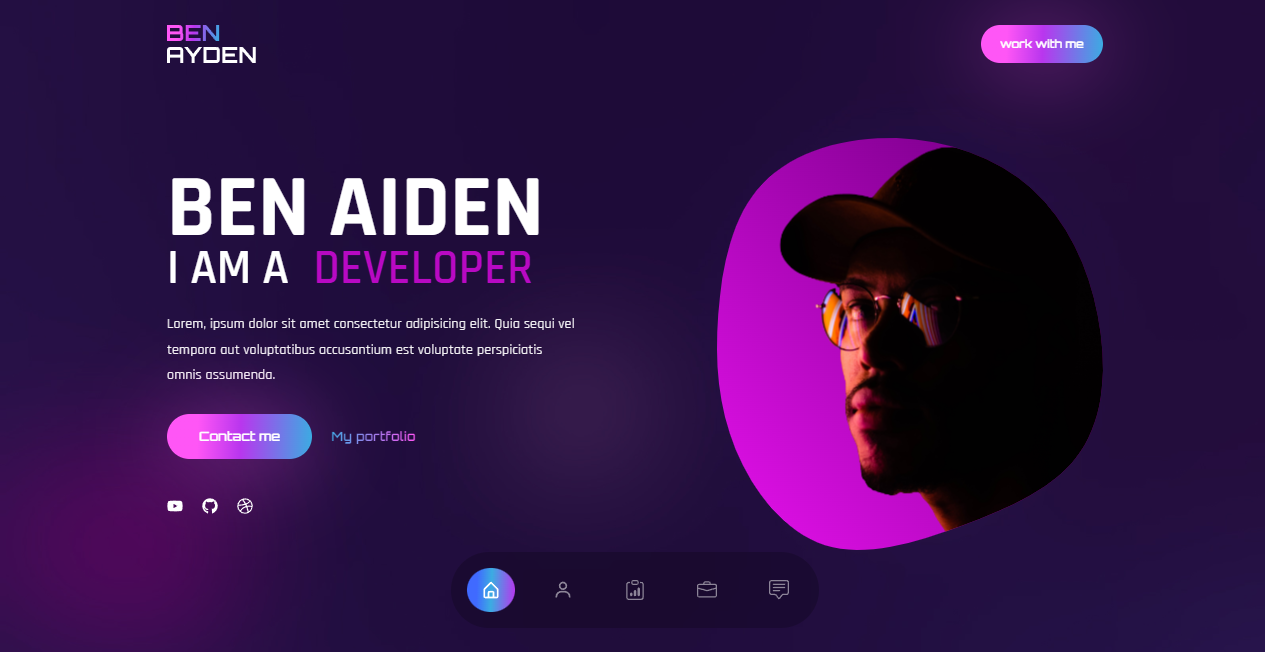 BEN
AYDEN
work with me
BEN AIDEN
I AM A DEVELOPER
Lorem, ipsum dolor sit amet consectetur adipisicing elit. Quia sequi vel
tempora aut voluptatibus accusantium est voluptate perspiciatis
omnis assumenda.
Contact me
My portfolio